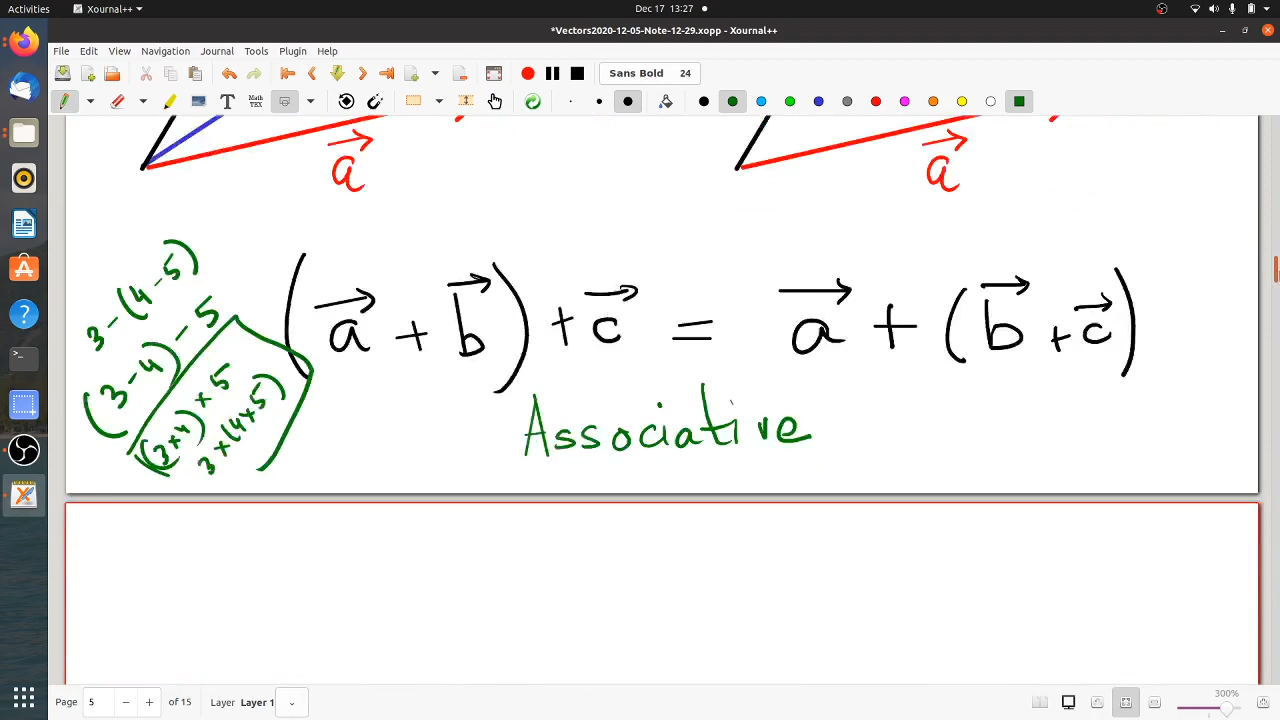 Activities
Xournal++
Dec 17 13:27
*Vectors2020-12-05-Note-12-29.xopp - Xournal++
File Edit View Navigation Journal Tools Plugin Help
Sans Bold 24
Math TEX
a
a
3-(4-5)
(3-4)-5
(3×4)×5
3×(4×5)
(a + b) + c = a + (b + c)
Associative
Page 5 of 15 Layer Layer 1
300%